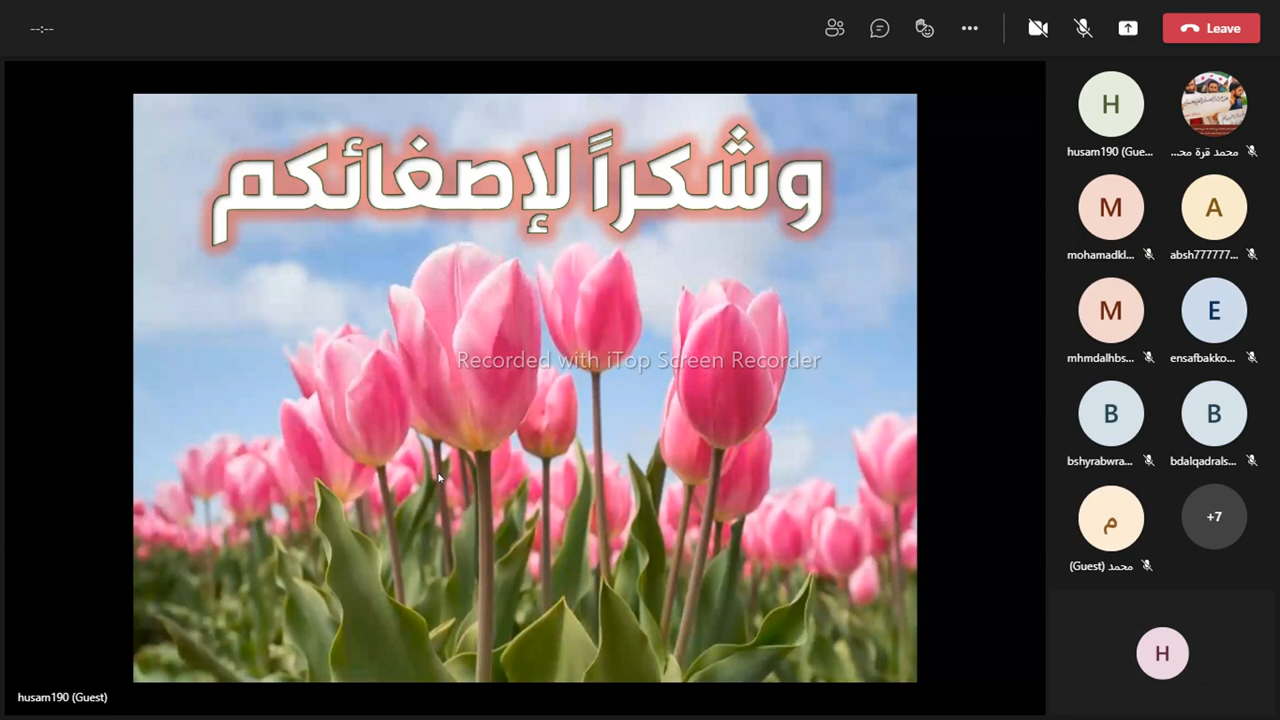 --:--
Leave
وشكراً لإصغائكم
Recorded with iTop Screen Recorder
H
husam190 (Gue...
محمد قرة مح...
M
mohamadkl...
A
absh777777...
M
mhmdalhbs...
E
ensafbakko...
B
bshyrabwra...
B
bdalqadrals...
م
محمد (Guest)
+7
H
husam190 (Guest)